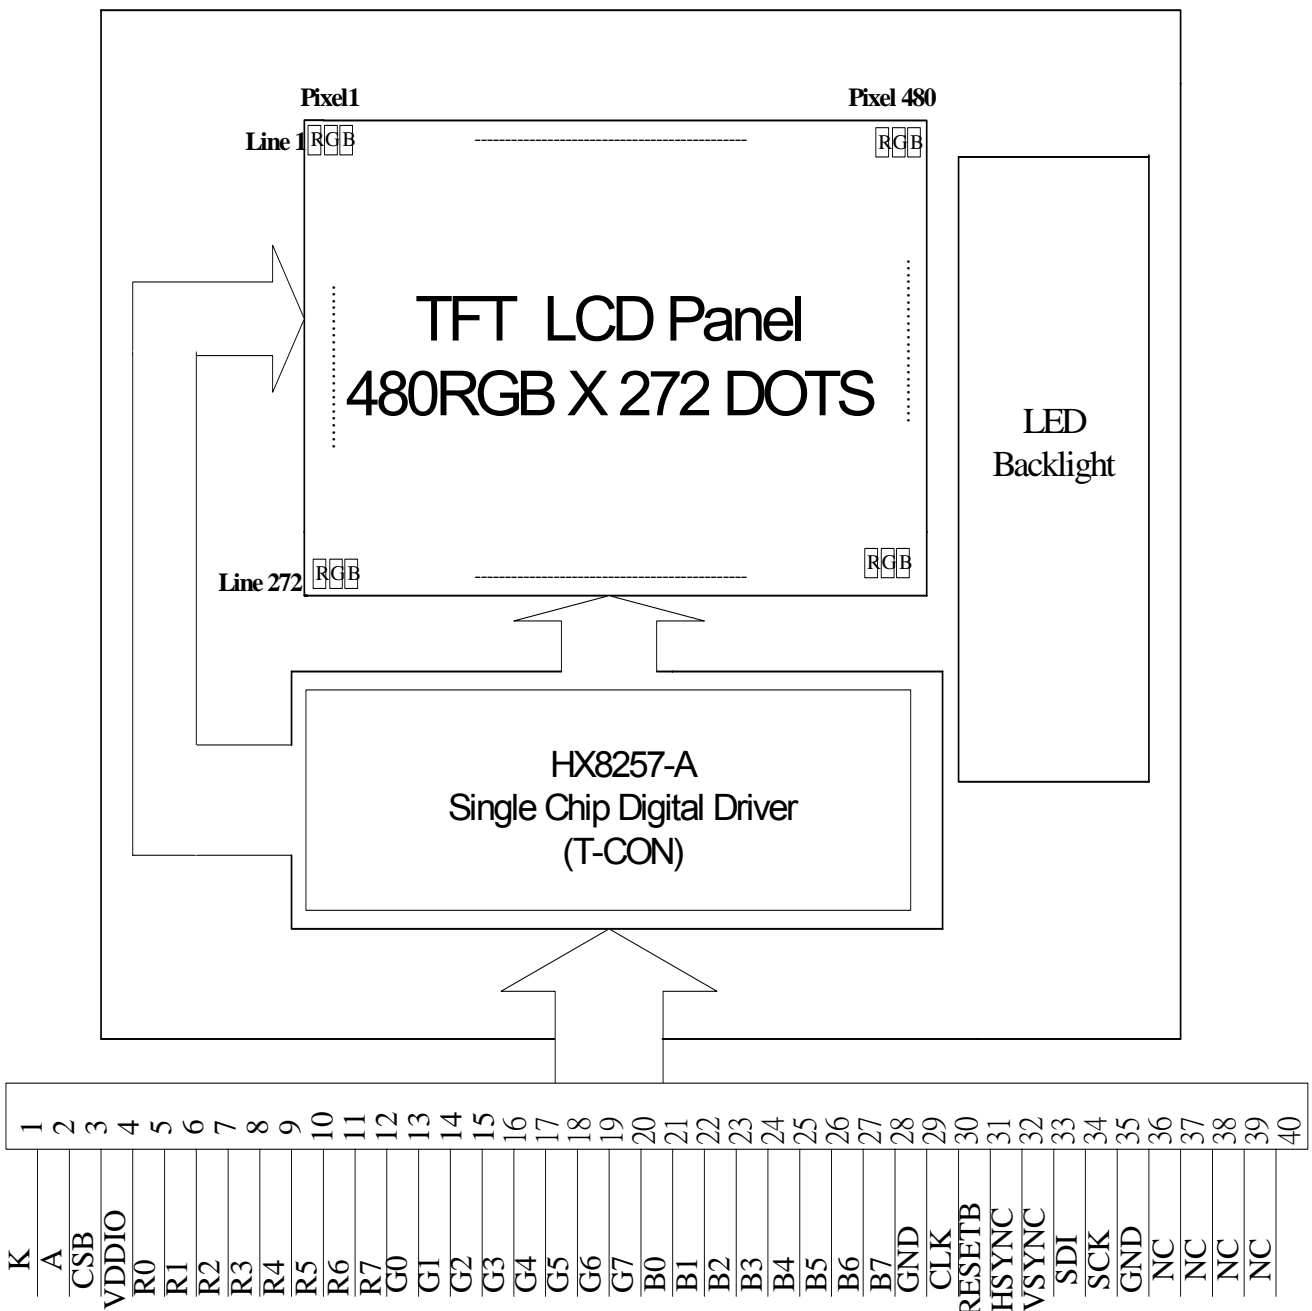 Pixel1 Pixel 480
Line 1 R G B R G B
TFT LCD Panel
480RGB X 272 DOTS
LED
Backlight
Line 272 R G B R G B
HX8257-A
Single Chip Digital Driver
(T-CON)
1 2 3 4 5 6 7 8 9 10 11 12 13 14 15 16 17 18 19 20 21 22 23 24 25 26 27 28 29 30 31 32 33 34 35 36 37 38 39 40
K A CSB VDDIO R0 R1 R2 R3 R4 R5 R6 R7 G0 G1 G2 G3 G4 G5 G6 G7 B0 B1 B2 B3 B4 B5 B6 B7 GND CLK RESETB HSYNC VSYNC SDI SCK GND NC NC NC NC